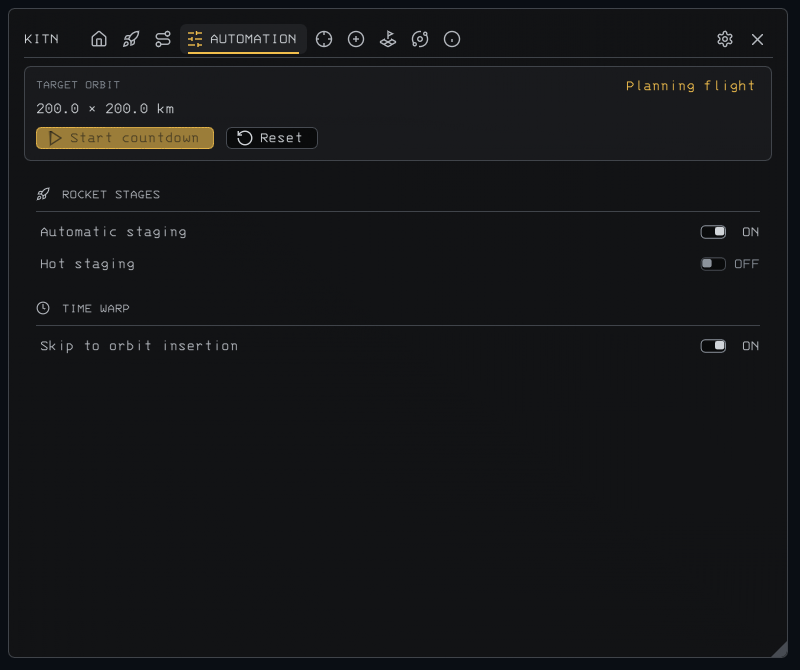 KITN AUTOMATION
TARGET ORBIT
Planning flight
200.0 × 200.0 km
Start countdown Reset
ROCKET STAGES
Automatic staging ON
Hot staging OFF
TIME WARP
Skip to orbit insertion ON